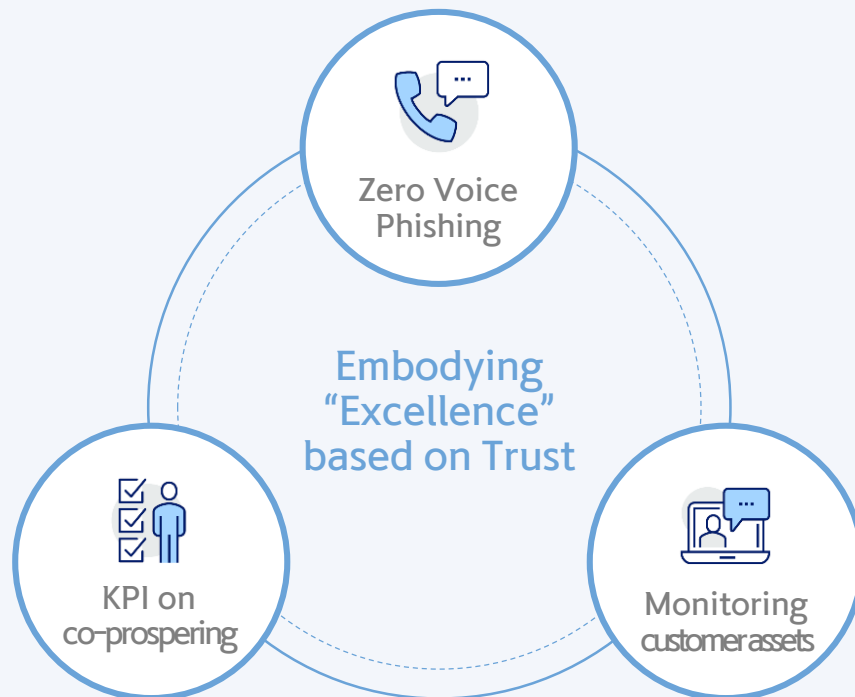 Zero Voice
Phishing
Embodying
“Excellence”
based on Trust
KPI on
co-prospering
Monitoring
customer assets